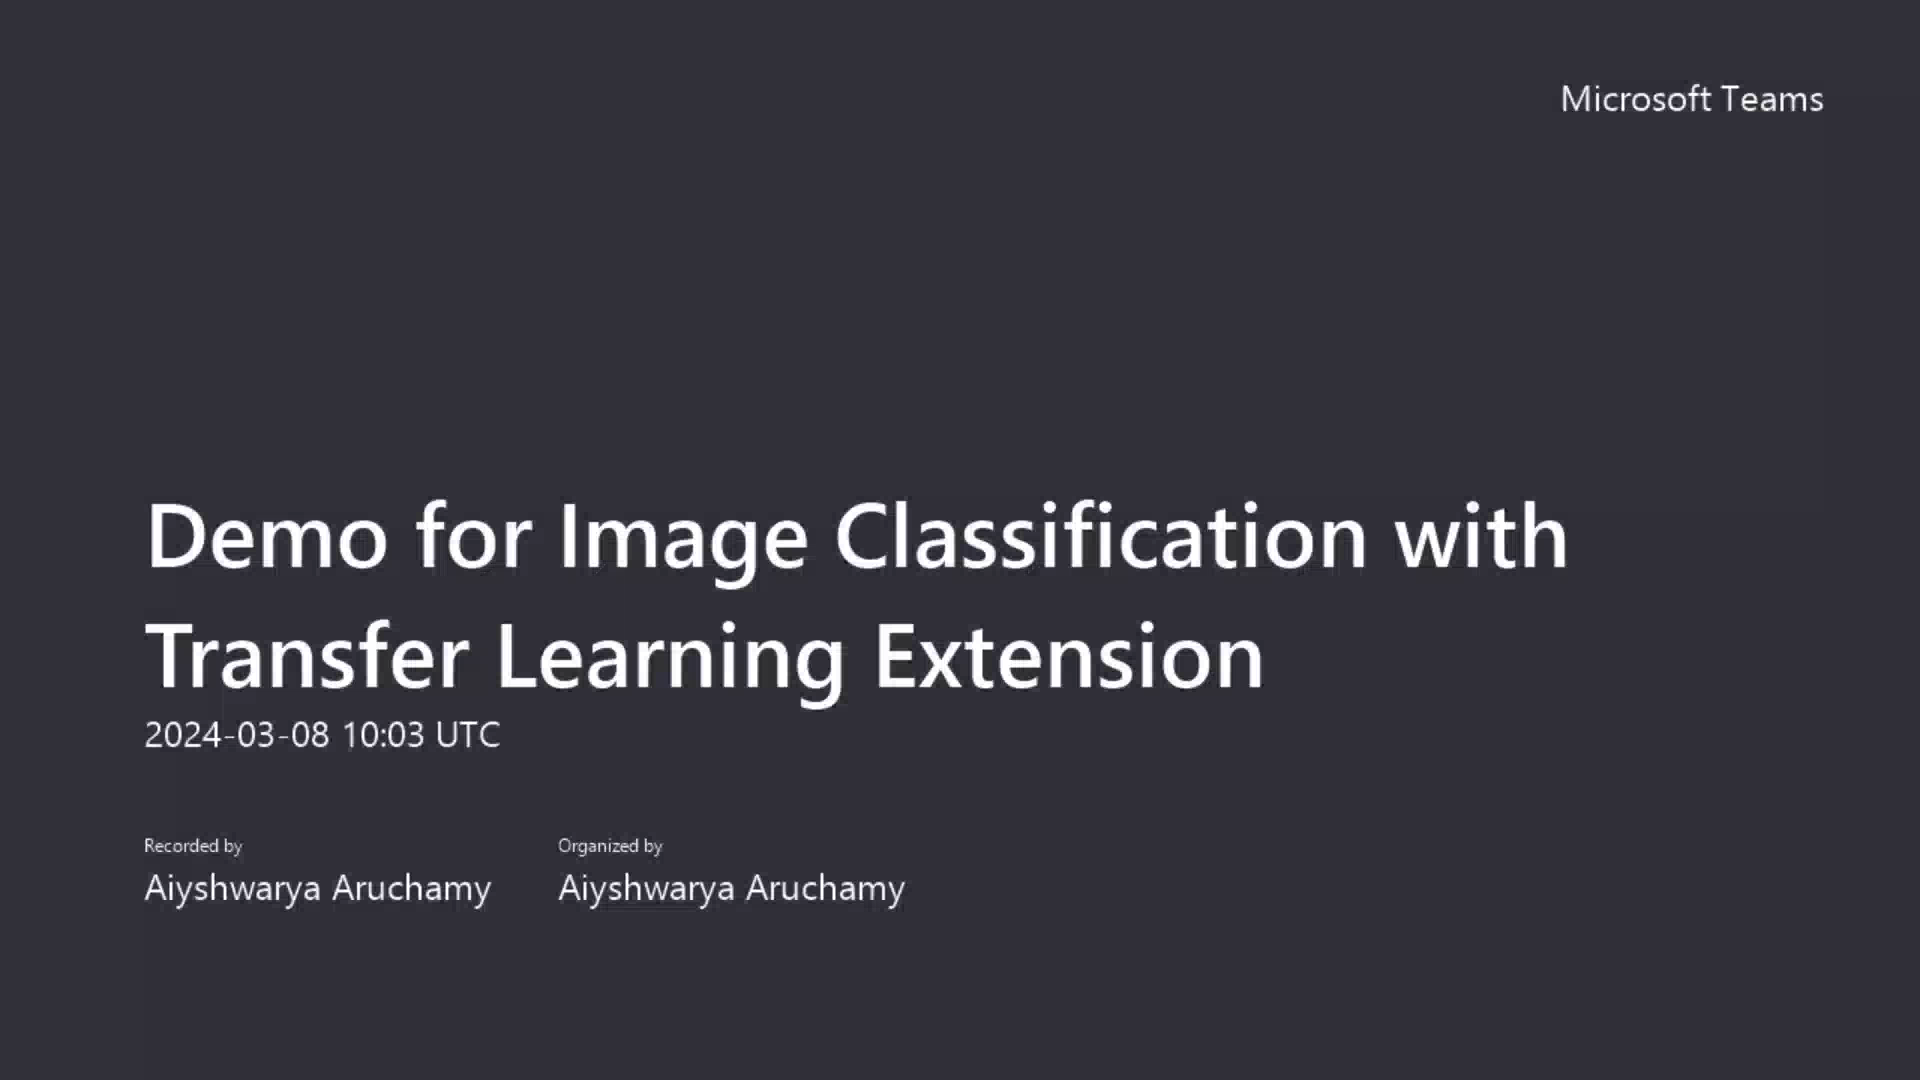 Microsoft Teams
Demo for Image Classification with
Transfer Learning Extension
2024-03-08 10:03 UTC
Recorded by
Aiyshwarya Aruchamy
Organized by
Aiyshwarya Aruchamy